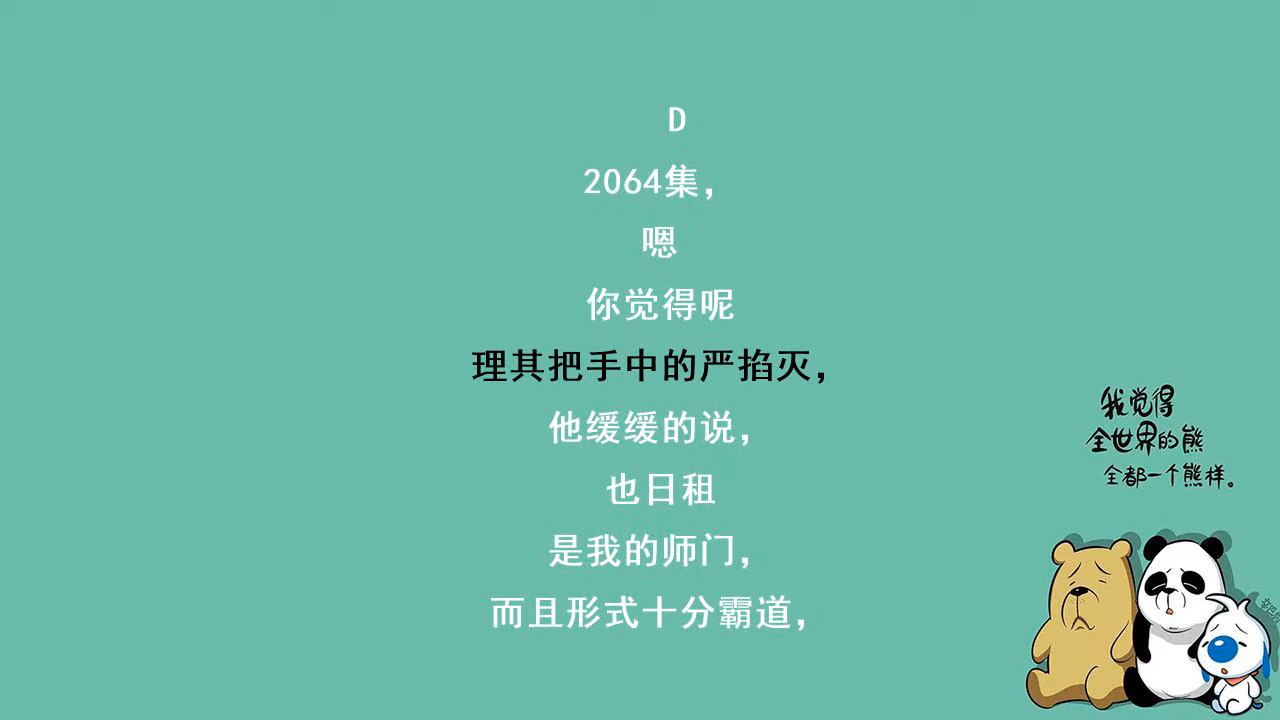 D
2064集，
嗯
你觉得呢
理其把手中的严掐灭，
他缓缓的说，
也日租
是我的师门，
而且形式十分霸道，
我觉得
全世界的熊
全都一个熊样。